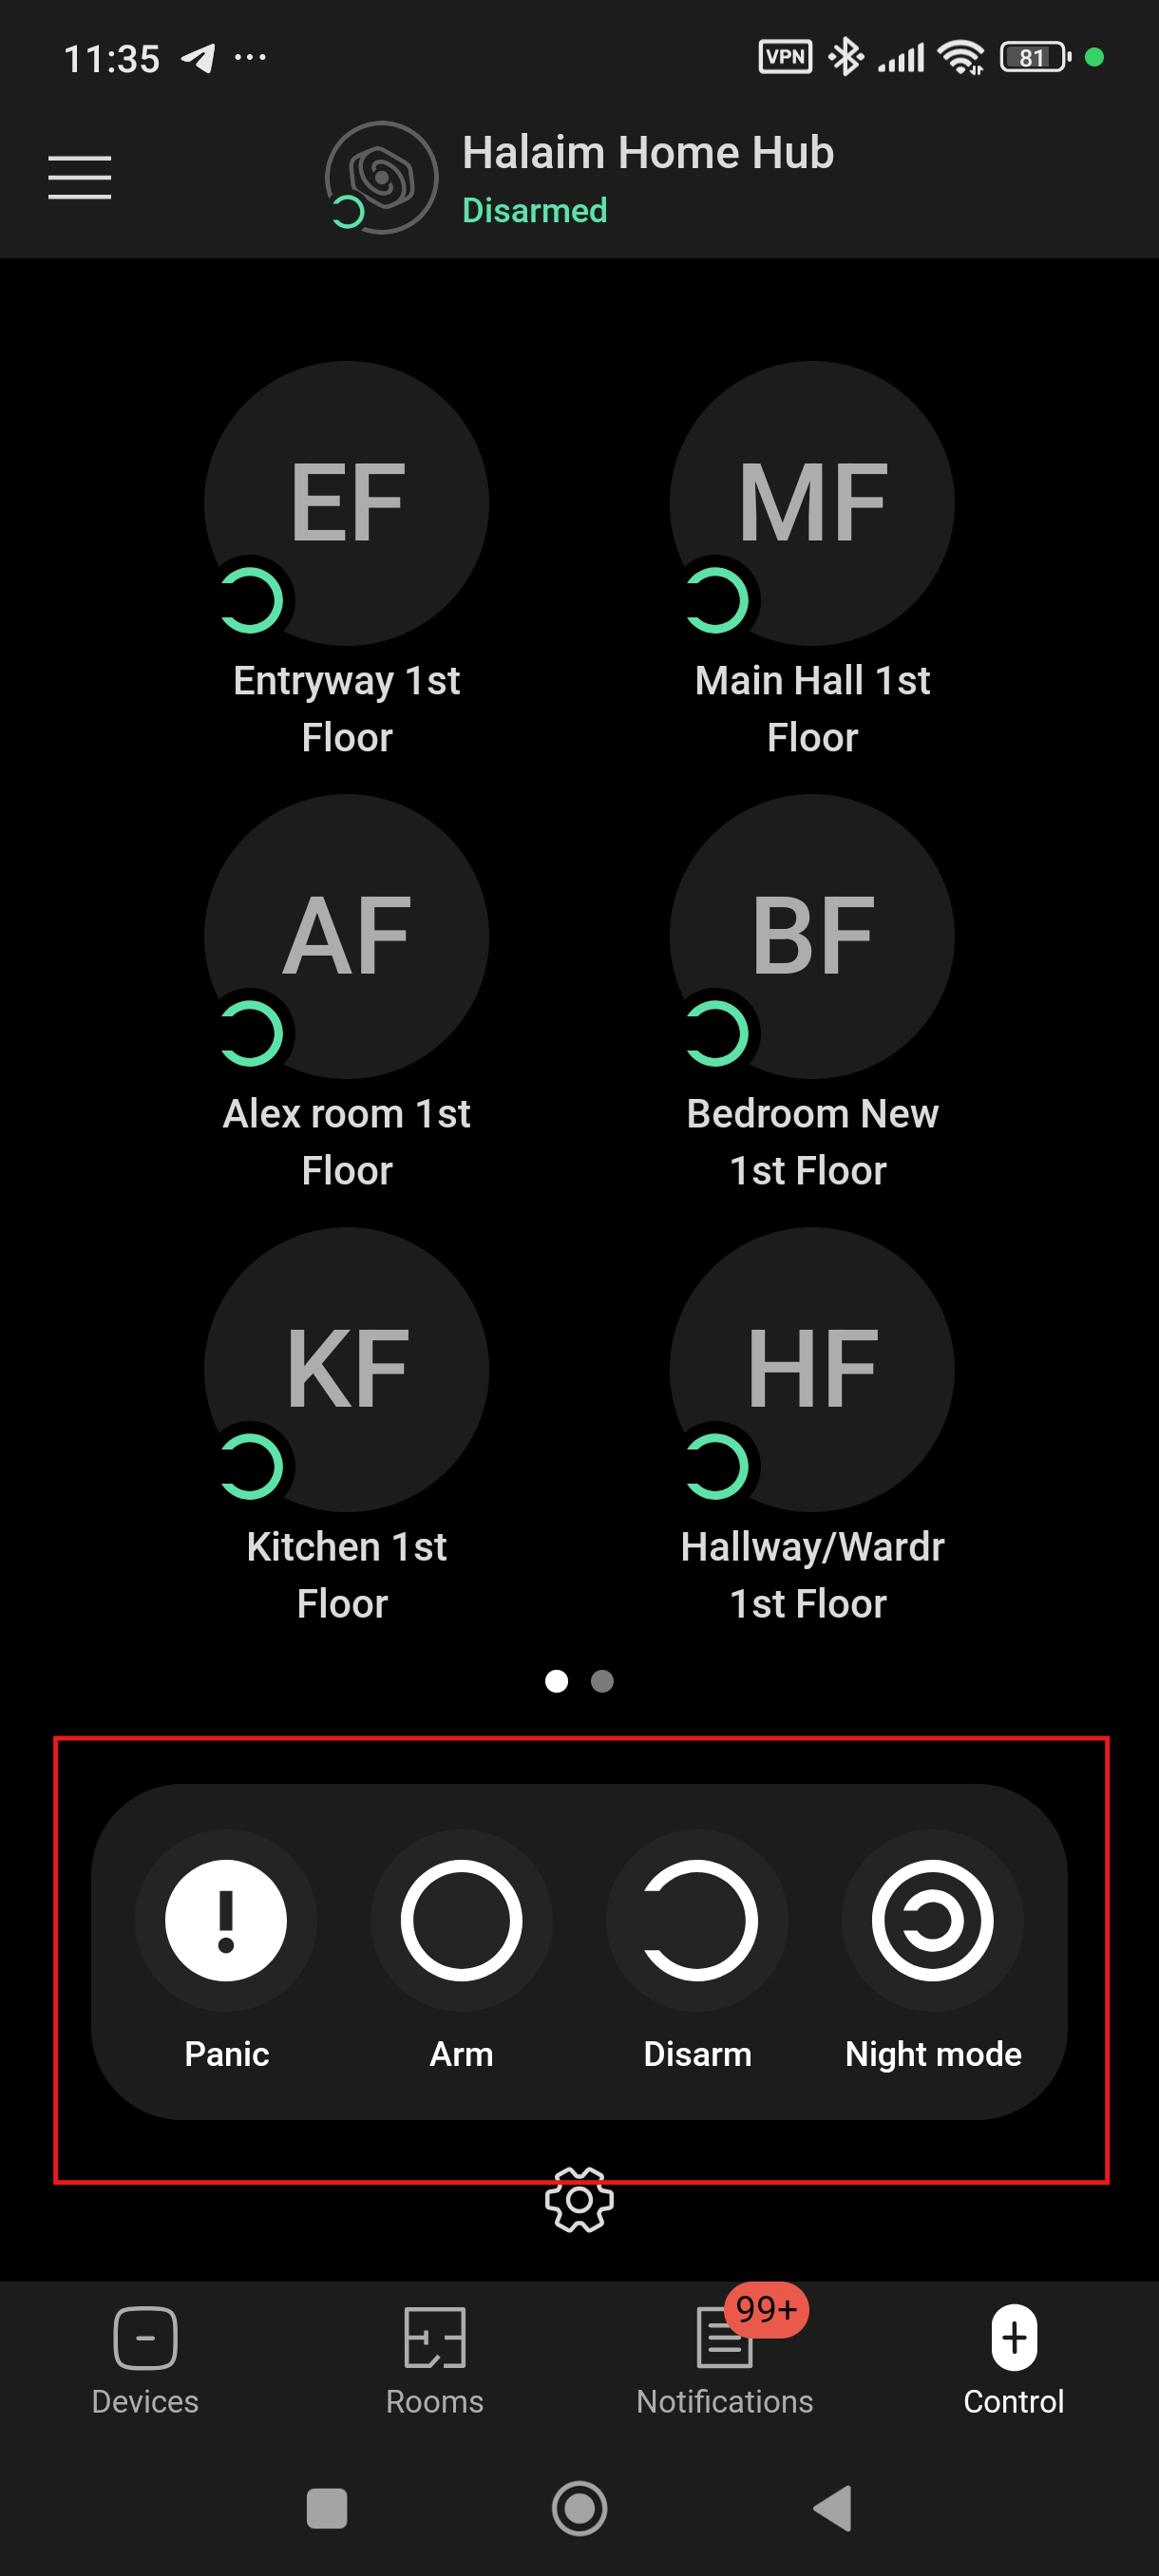 11:35
VPN
81
Halaim Home Hub
Disarmed
EF
MF
Entryway 1st
Floor
Main Hall 1st
Floor
AF
BF
Alex room 1st
Floor
Bedroom New
1st Floor
KF
HF
Kitchen 1st
Floor
Hallway/Wardr
1st Floor
!
Panic
Arm
Disarm
Night mode
99+
Devices
Rooms
Notifications
Control